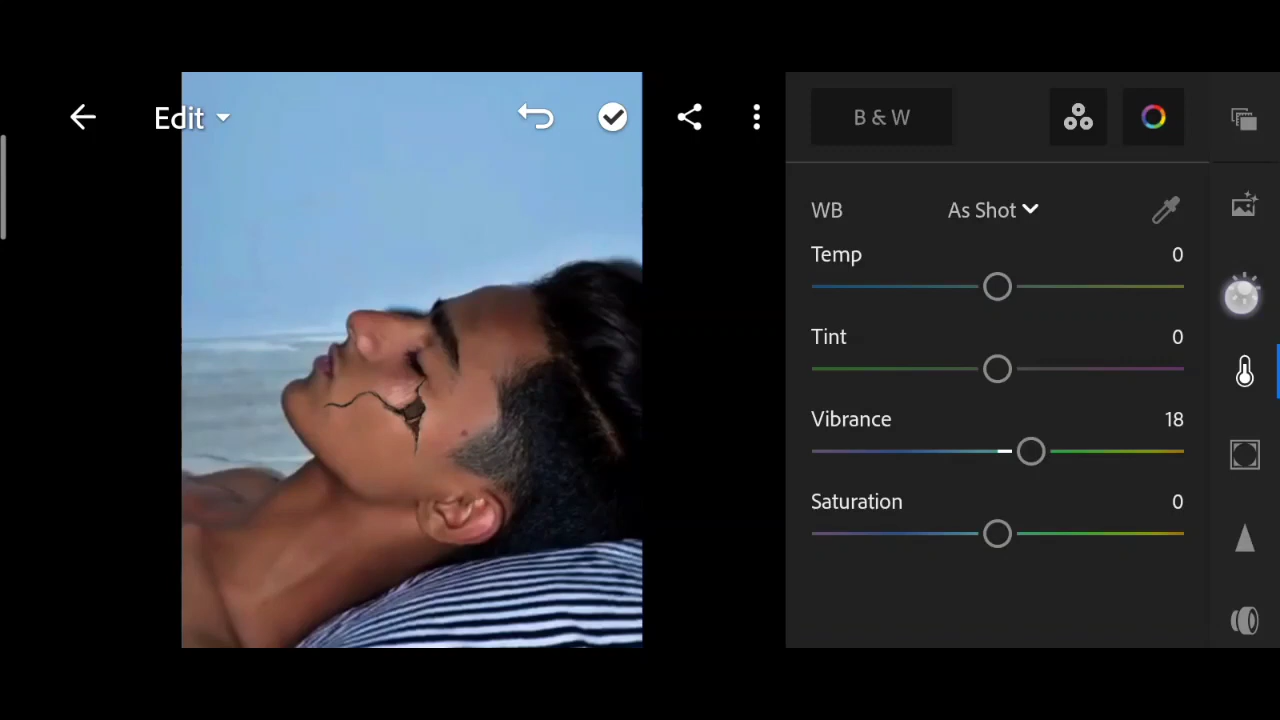 Edit
B & W
WB As Shot
Temp 0
Tint 0
Vibrance 18
Saturation 0